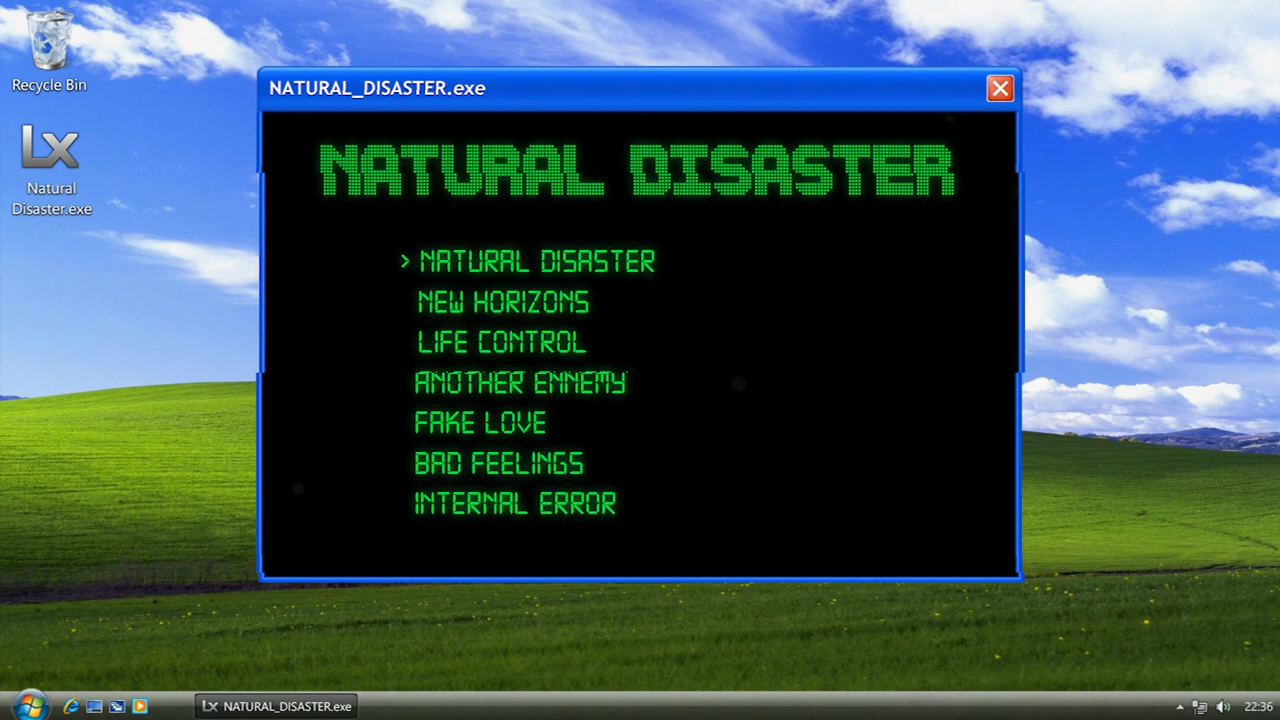 Recycle Bin
Lx
Natural
Disaster.exe
NATURAL_DISASTER.exe
NATURAL DISASTER
> NATURAL DISASTER
NEW HORIZONS
LIFE CONTROL
ANOTHER ENNEMY
FAKE LOVE
BAD FEELINGS
INTERNAL ERROR
Lx NATURAL_DISASTER.exe
22:36